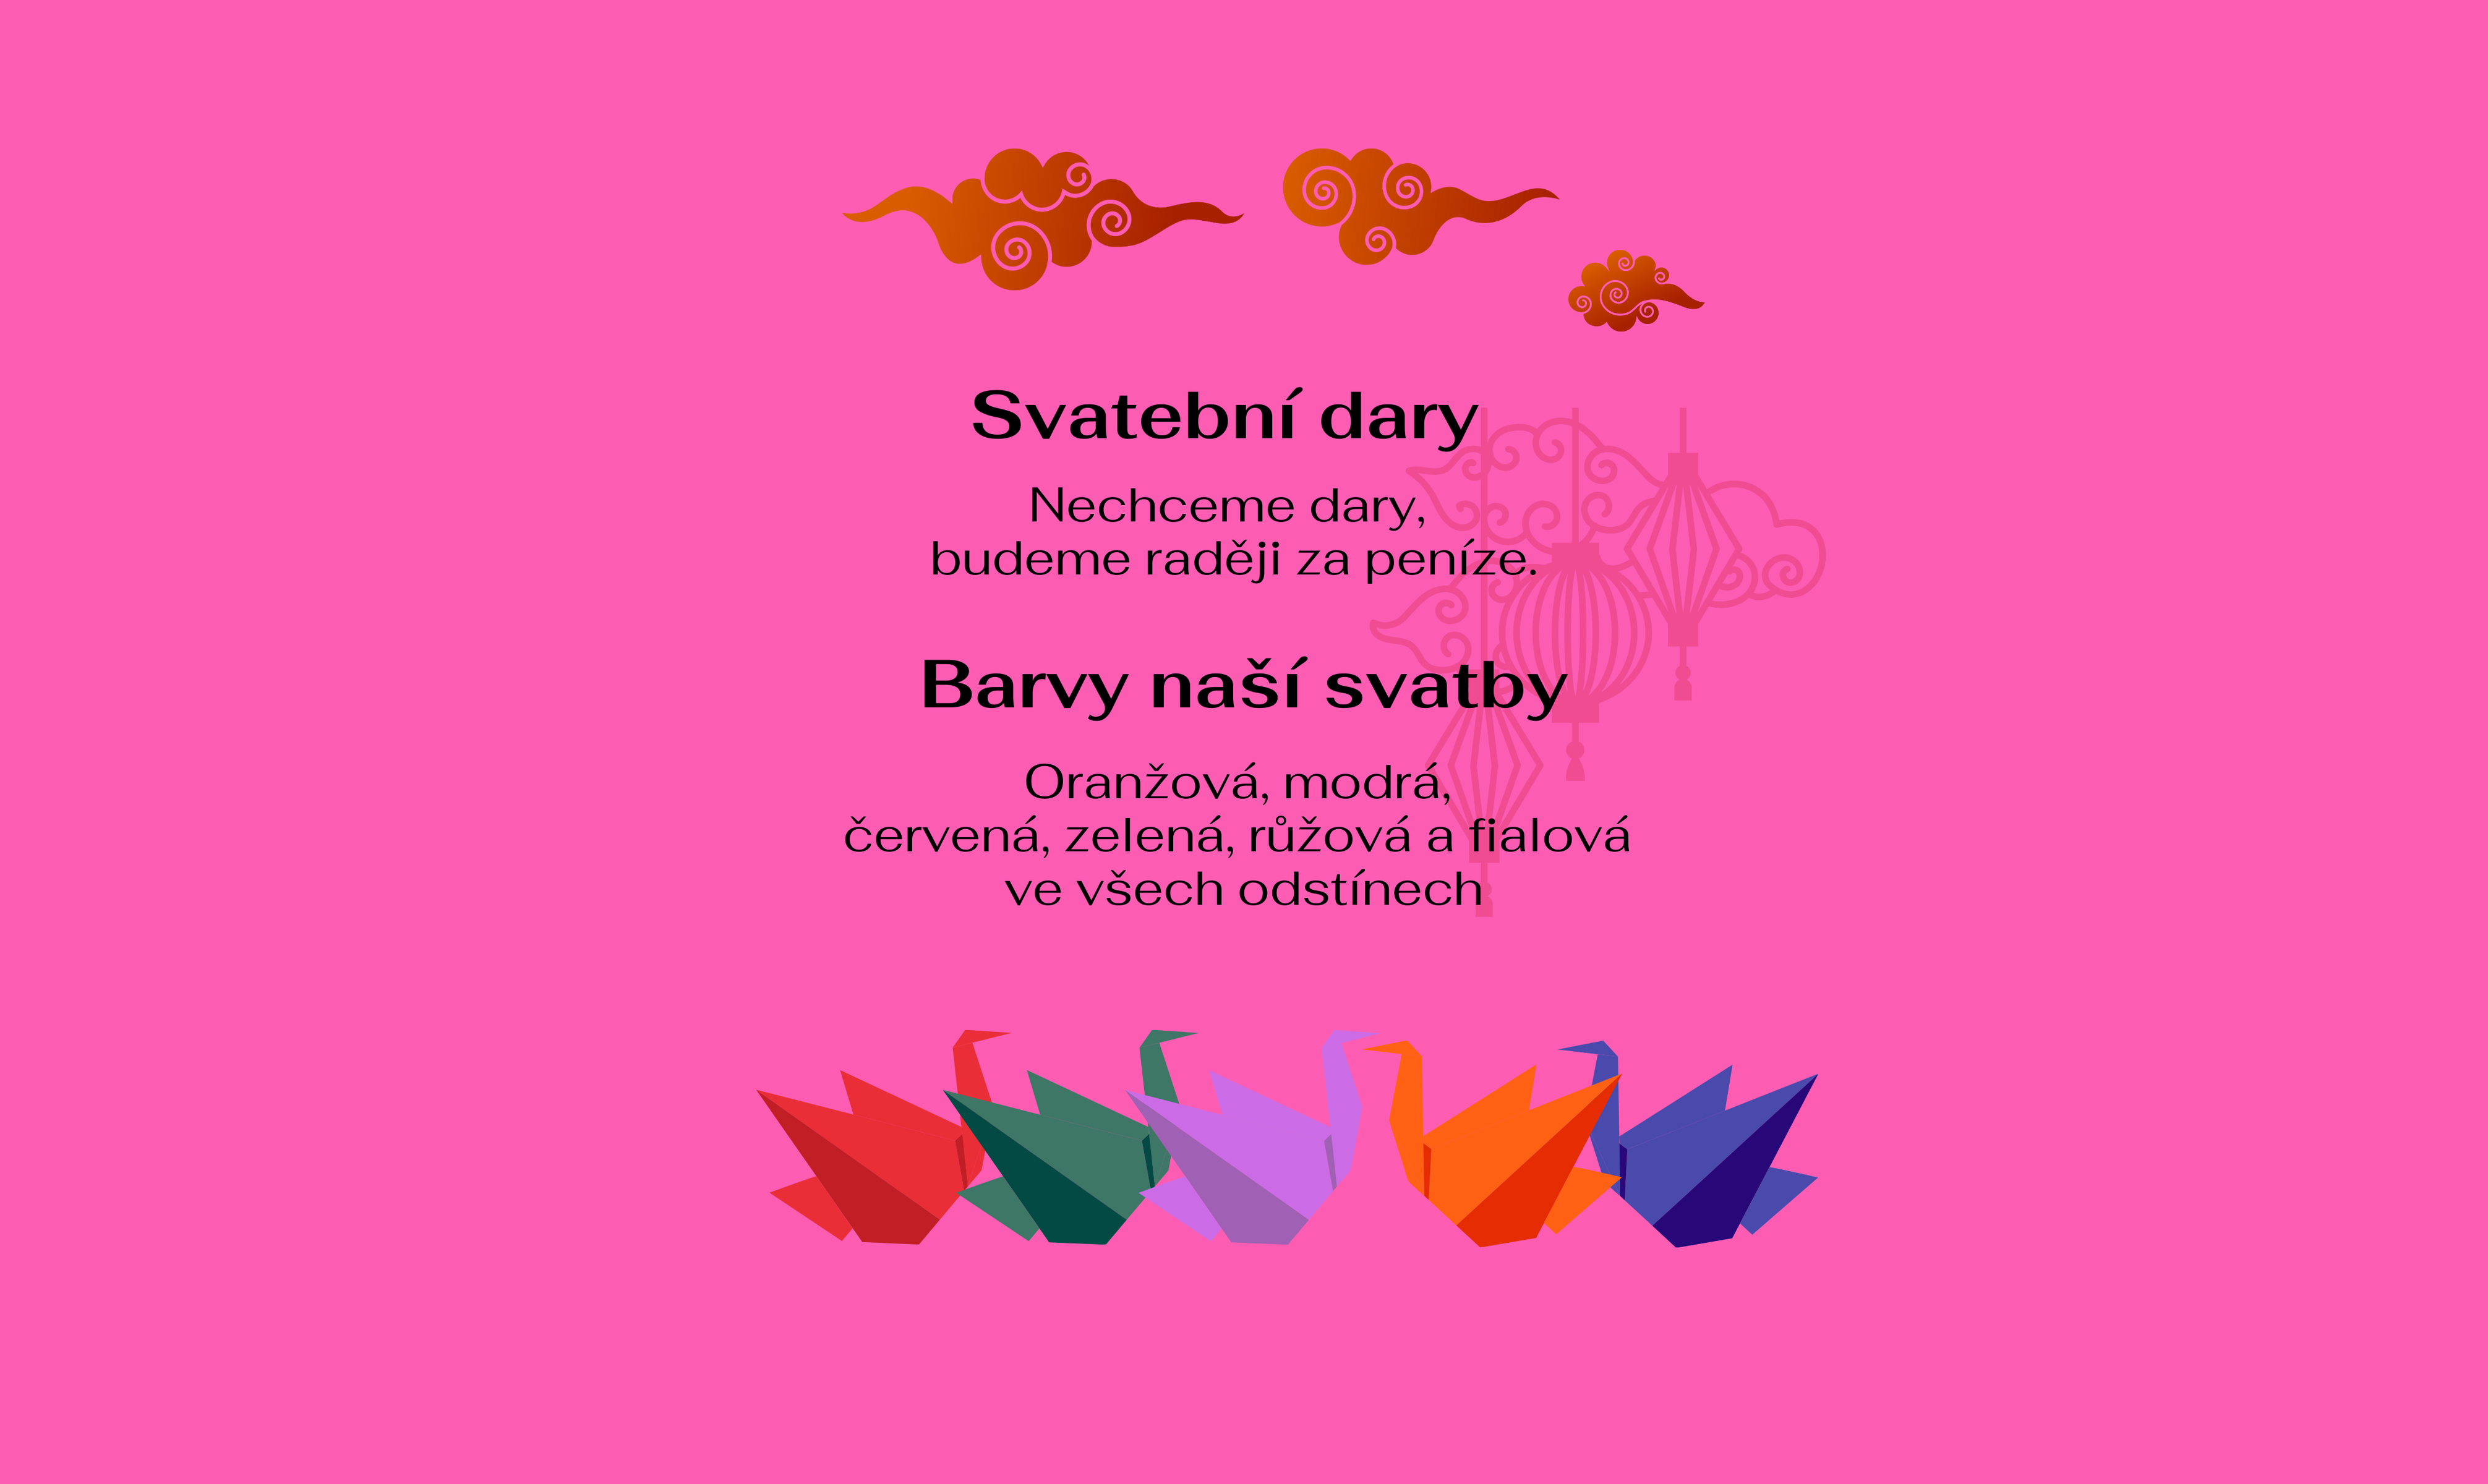 Svatební dary
Nechceme dary,
budeme raději za peníze.
Barvy naší svatby
Oranžová, modrá,
červená, zelená, růžová a fialová
ve všech odstínech